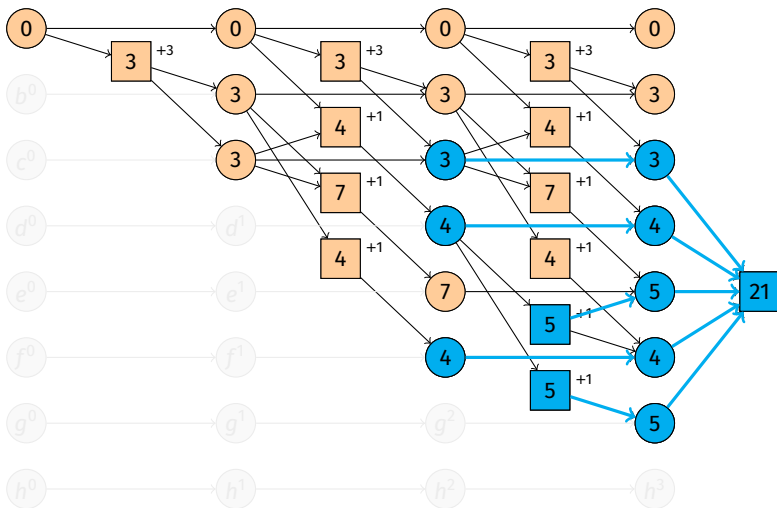 0 0 0 0
3 +3 3 +3 3 +3
b⁰ 3 3 3
4 +1 4 +1
c⁰ 3 3 3
7 +1 7 +1
d⁰ d¹ 4 4
4 +1 4 +1
e⁰ e¹ 7 5 21
5 +1
f⁰ f¹ 4 4
5 +1
g⁰ g¹ g² 5
h⁰ h¹ h² h³